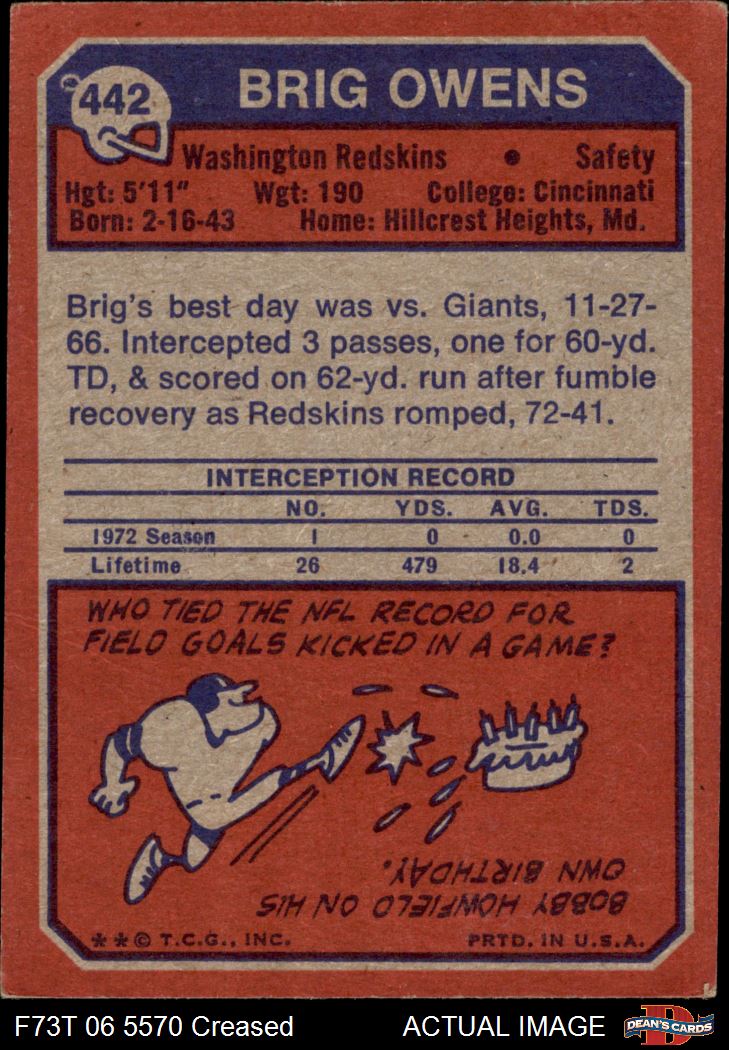 442
BRIG OWENS
Washington Redskins • Safety
Hgt: 5'11" Wgt: 190 College: Cincinnati
Born: 2-16-43 Home: Hillcrest Heights, Md.
Brig's best day was vs. Giants, 11-27-
66. Intercepted 3 passes, one for 60-yd.
TD, & scored on 62-yd. run after fumble
recovery as Redskins romped, 72-41.
INTERCEPTION RECORD
NO. YDS. AVG. TDS.
1972 Season 1 0 0.0 0
Lifetime 26 479 18.4 2
WHO TIED THE NFL RECORD FOR
FIELD GOALS KICKED IN A GAME?
BOBBY HOWFIELD ON HIS
OWN BIRTHDAY.
**© T.C.G., INC. PRTD. IN U.S.A.
F73T 06 5570 Creased ACTUAL IMAGE
D
DEAN'S CARDS